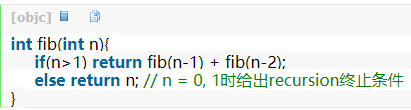 [objc]
int fib(int n){
    if(n>1) return fib(n-1) + fib(n-2);
    else return n; // n = 0, 1时给出recursion终止条件
}